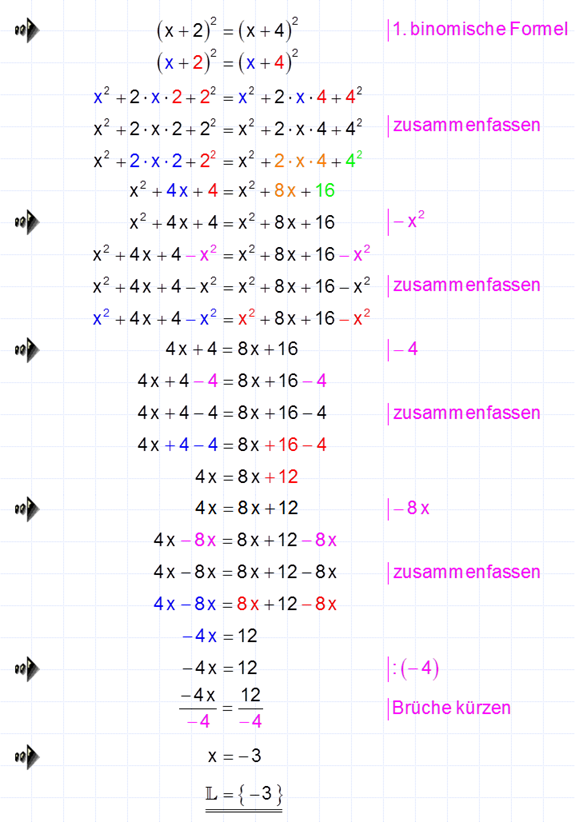 (x+2)² = (x+4)² |1. binomische Formel
(x+2)² = (x+4)²
x²+2·x·2+2² = x²+2·x·4+4²
x²+2·x·2+2² = x²+2·x·4+4² |zusammenfassen
x²+2·x·2+2² = x²+2·x·4+4²
x²+4x+4 = x²+8x+16
x²+4x+4 = x²+8x+16 |−x²
x²+4x+4−x² = x²+8x+16−x²
x²+4x+4−x² = x²+8x+16−x² |zusammenfassen
x²+4x+4−x² = x²+8x+16−x²
4x+4 = 8x+16 |−4
4x+4−4 = 8x+16−4
4x+4−4 = 8x+16−4 |zusammenfassen
4x+4−4 = 8x+16−4
4x = 8x+12
4x = 8x+12 |−8x
4x−8x = 8x+12−8x
4x−8x = 8x+12−8x |zusammenfassen
4x−8x = 8x+12−8x
−4x = 12
−4x = 12 |:(−4)
−4x/−4 = 12/−4 |Brüche kürzen
x = −3
𝕃 = {−3}